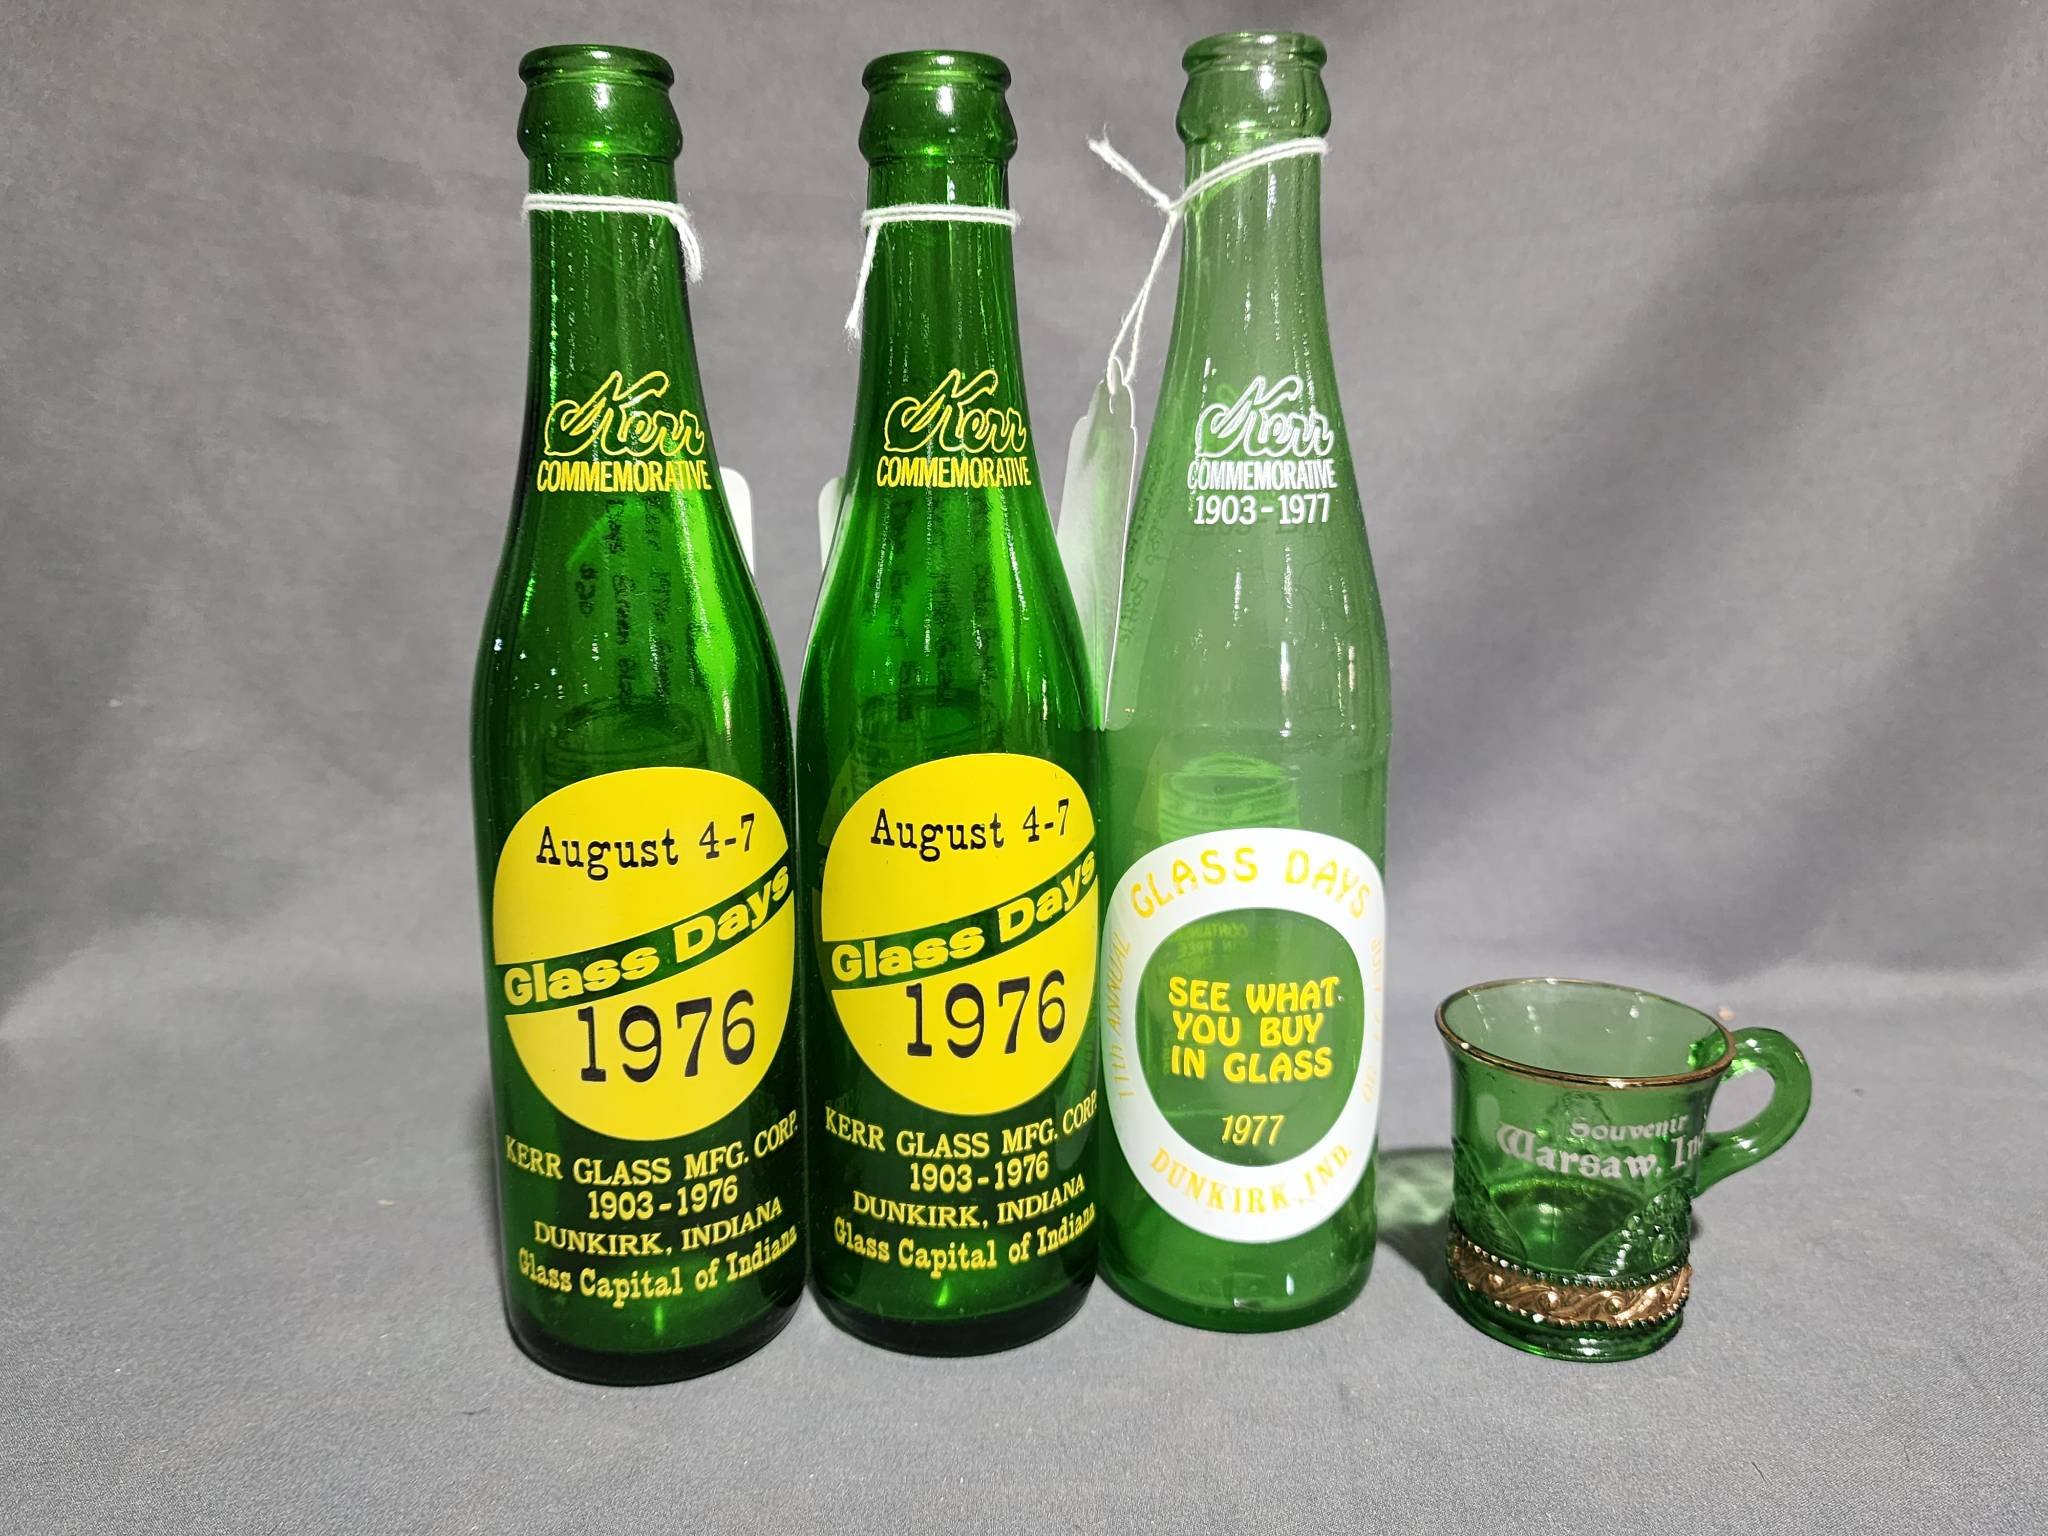 Kerr
COMMEMORATIVE
August 4-7
Glass Days
1976
KERR GLASS MFG. CORP.
1903-1976
DUNKIRK, INDIANA
Glass Capital of Indiana
Kerr
COMMEMORATIVE
August 4-7
Glass Days
1976
KERR GLASS MFG. CORP.
1903-1976
DUNKIRK, INDIANA
Glass Capital of Indiana
Kerr
COMMEMORATIVE
1903-1977
GLASS DAYS
ANNUAL
SEE WHAT
YOU BUY
IN GLASS
1977
DUNKIRK, IND.
Souvenir
Warsaw, Ind